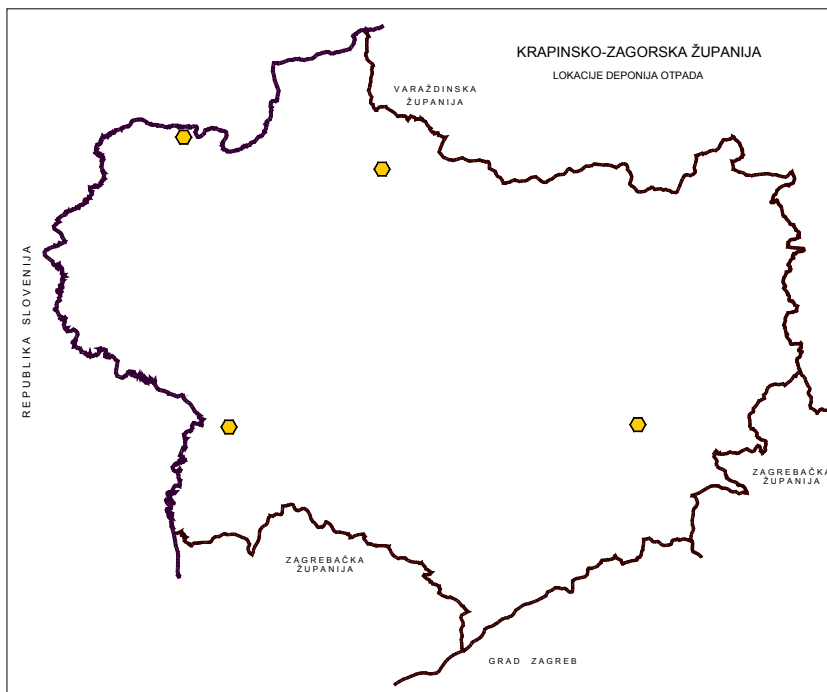 KRAPINSKO-ZAGORSKA ŽUPANIJA
LOKACIJE DEPONIJA OTPADA
VARAŽDINSKA
ŽUPANIJA
REPUBLIKA SLOVENIJA
ZAGREBAČKA
ŽUPANIJA
ZAGREBAČKA
ŽUPANIJA
GRAD ZAGREB